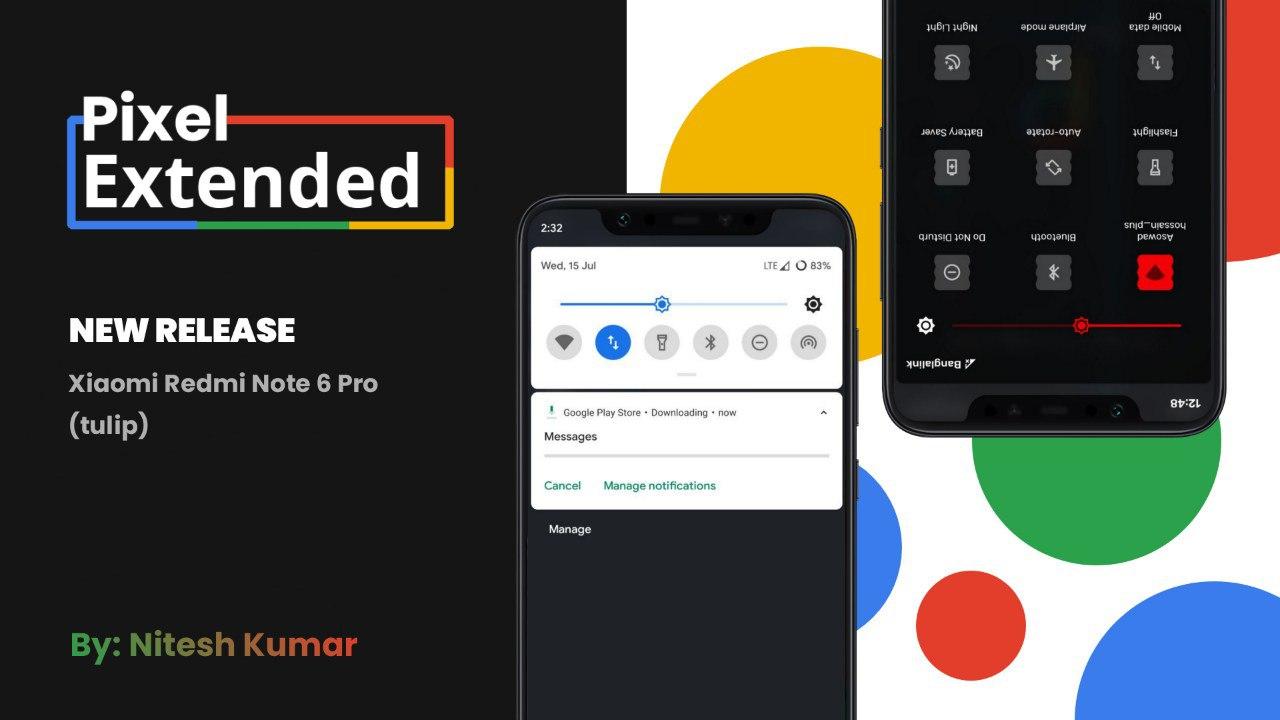 Pixel
Extended
NEW RELEASE
Xiaomi Redmi Note 6 Pro
(tulip)
By: Nitesh Kumar
2:32
Wed, 15 Jul
LTE 83%
Google Play Store • Downloading • now
Messages
Cancel Manage notifications
Manage
12:48
Banglalink
Asowad
hossain_plus
Bluetooth
Do Not Disturb
Flashlight
Auto-rotate
Battery Saver
Mobile data
Off
Airplane mode
Night Light